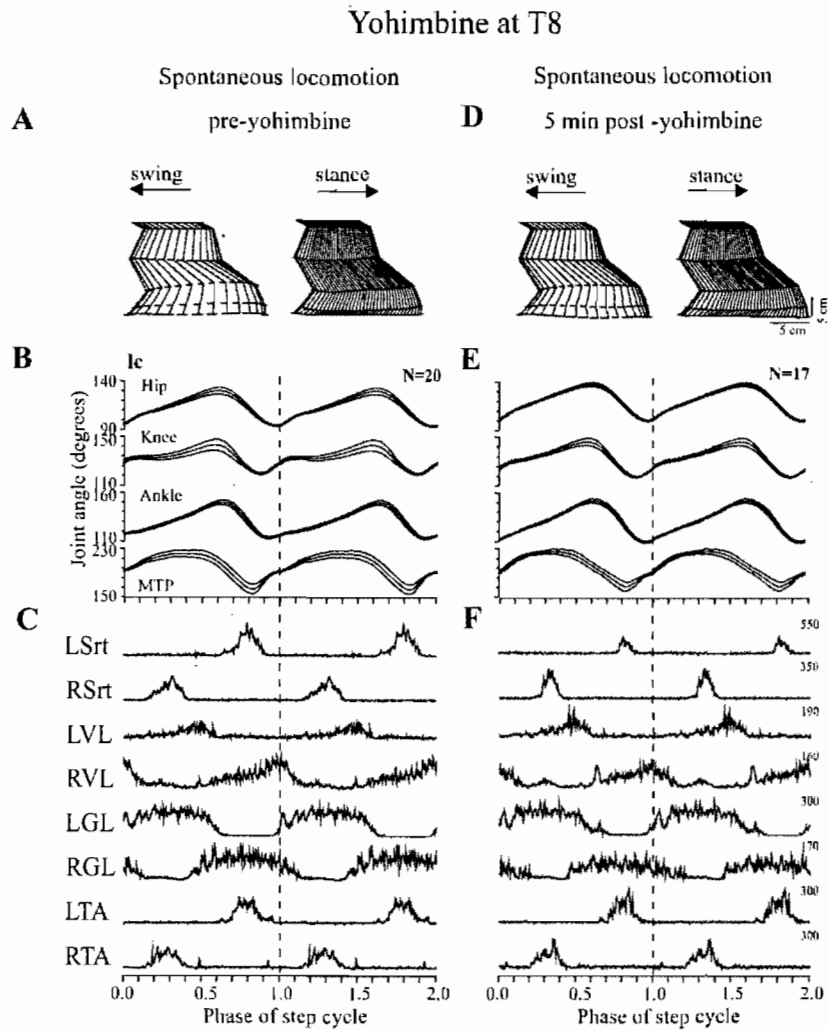 Yohimbine at T8
Spontaneous locomotion
pre-yohimbine
Spontaneous locomotion
5 min post -yohimbine
A
D
swing
stance
swing
stance
5 cm
B
E
N=20
N=17
Joint angle (degrees)
140
Hip
90
150
Knee
110
160
Ankle
110
230
MTP
150
C
F
LSrt
550
RSrt
350
LVL
190
RVL
160
LGL
300
RGL
LTA
300
RTA
300
0.0 0.5 1.0 1.5 2.0
Phase of step cycle
0.0 0.5 1.0 1.5 2.0
Phase of step cycle